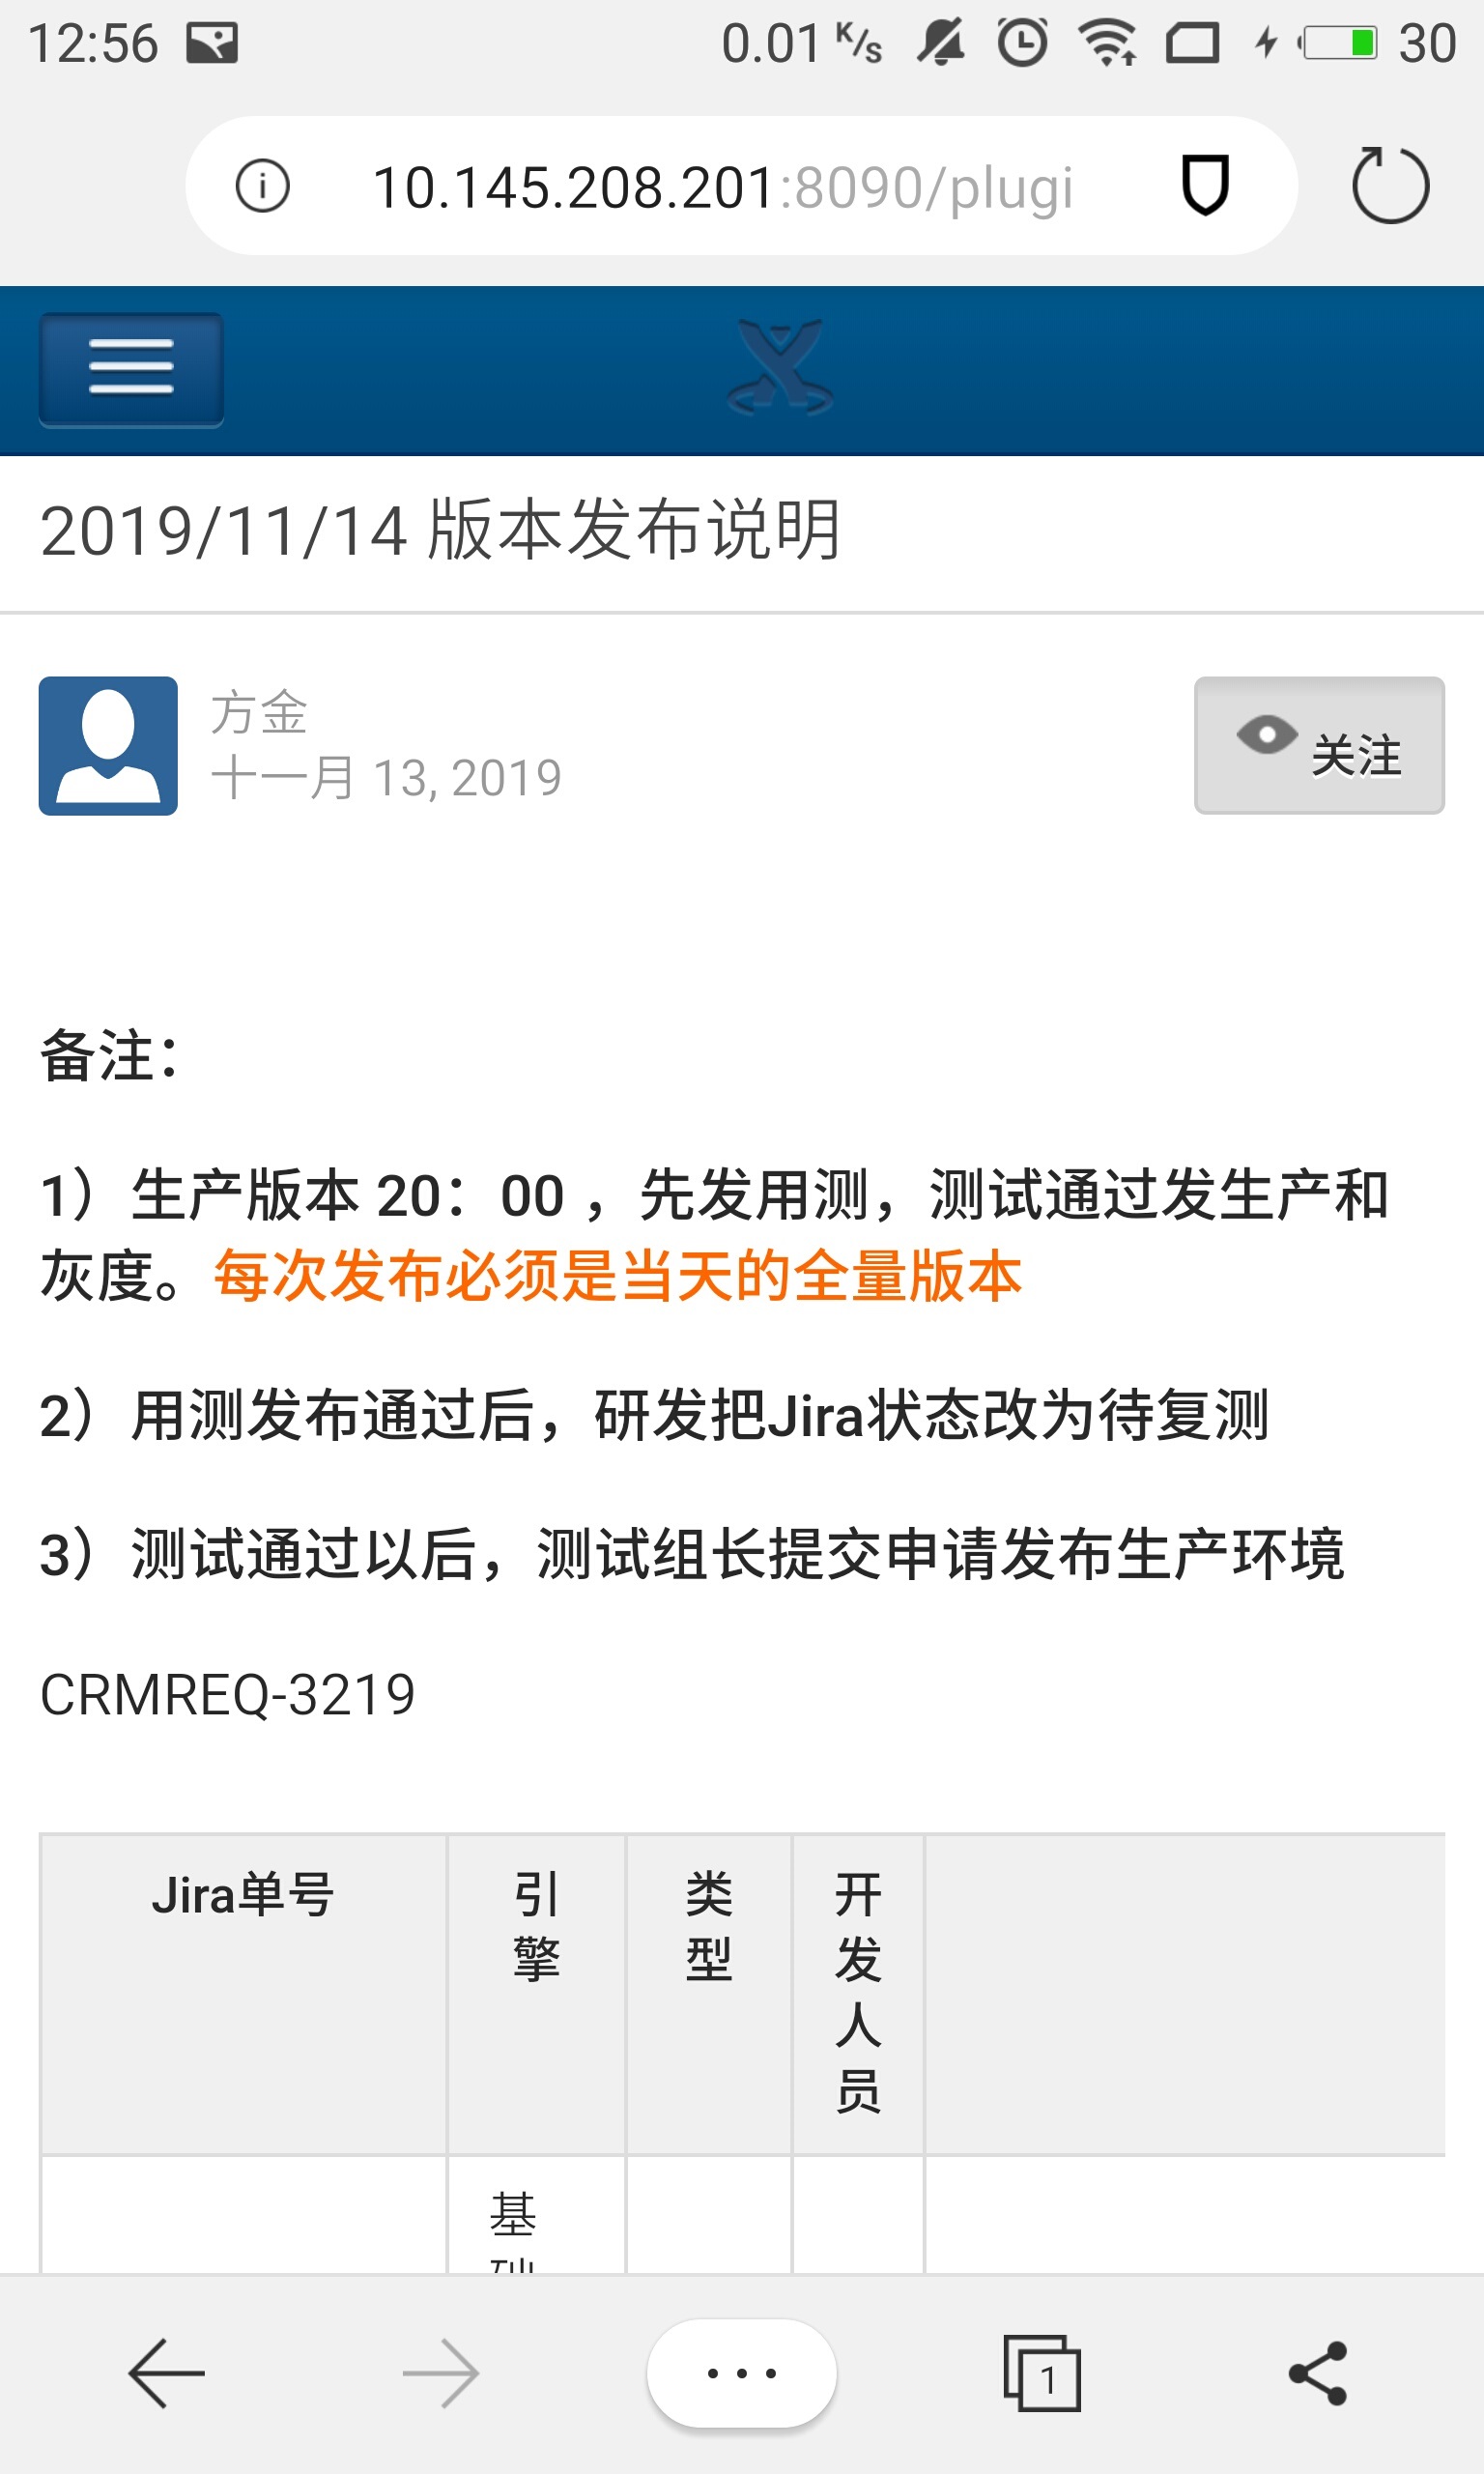 12:56
0.01 K/s
30
10.145.208.201:8090/plugi
2019/11/14 版本发布说明
方金
十一月 13, 2019
关注
备注：
1）生产版本 20：00 ，先发用测，测试通过发生产和
灰度。每次发布必须是当天的全量版本
2）用测发布通过后，研发把Jira状态改为待复测
3）测试通过以后，测试组长提交申请发布生产环境
CRMREQ-3219
Jira单号
引
擎
类
型
开
发
人
员
基
1